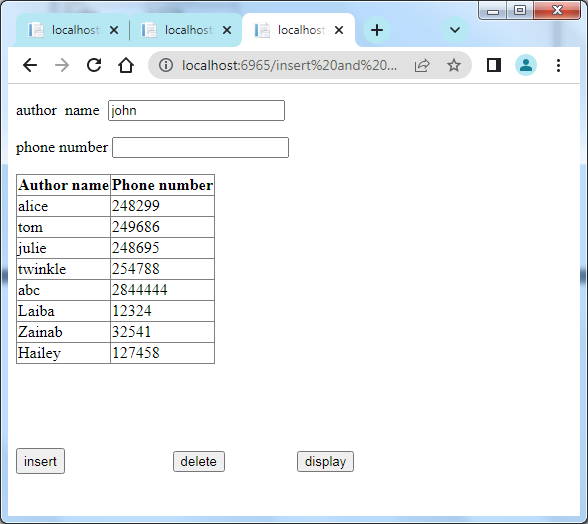 localhost localhost localhost
localhost:6965/insert%20and%20...
author name john
phone number
Author name Phone number
alice 248299
tom 249686
julie 248695
twinkle 254788
abc 2844444
Laiba 12324
Zainab 32541
Hailey 127458
insert delete display